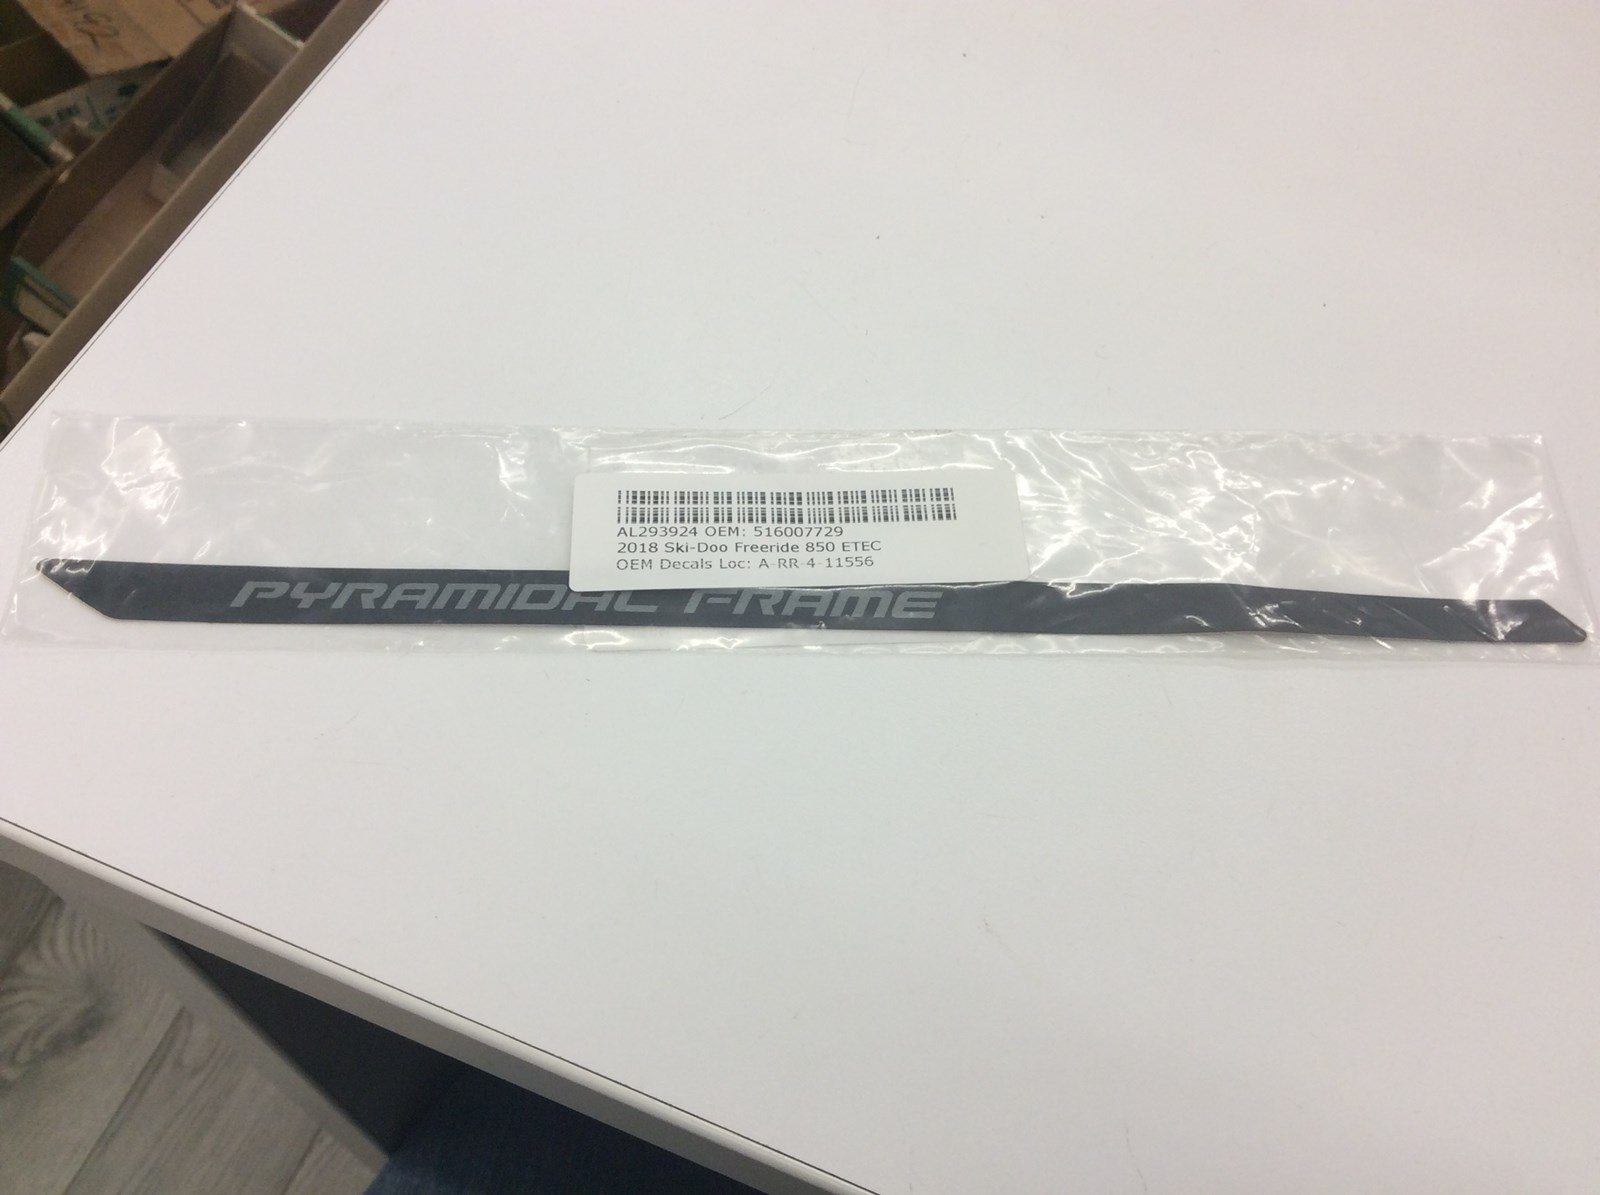 AL293924 OEM: 516007729
2018 Ski-Doo Freeride 850 ETEC
OEM Decals Loc: A-RR-4-11556
PYRAMIDAL FRAME